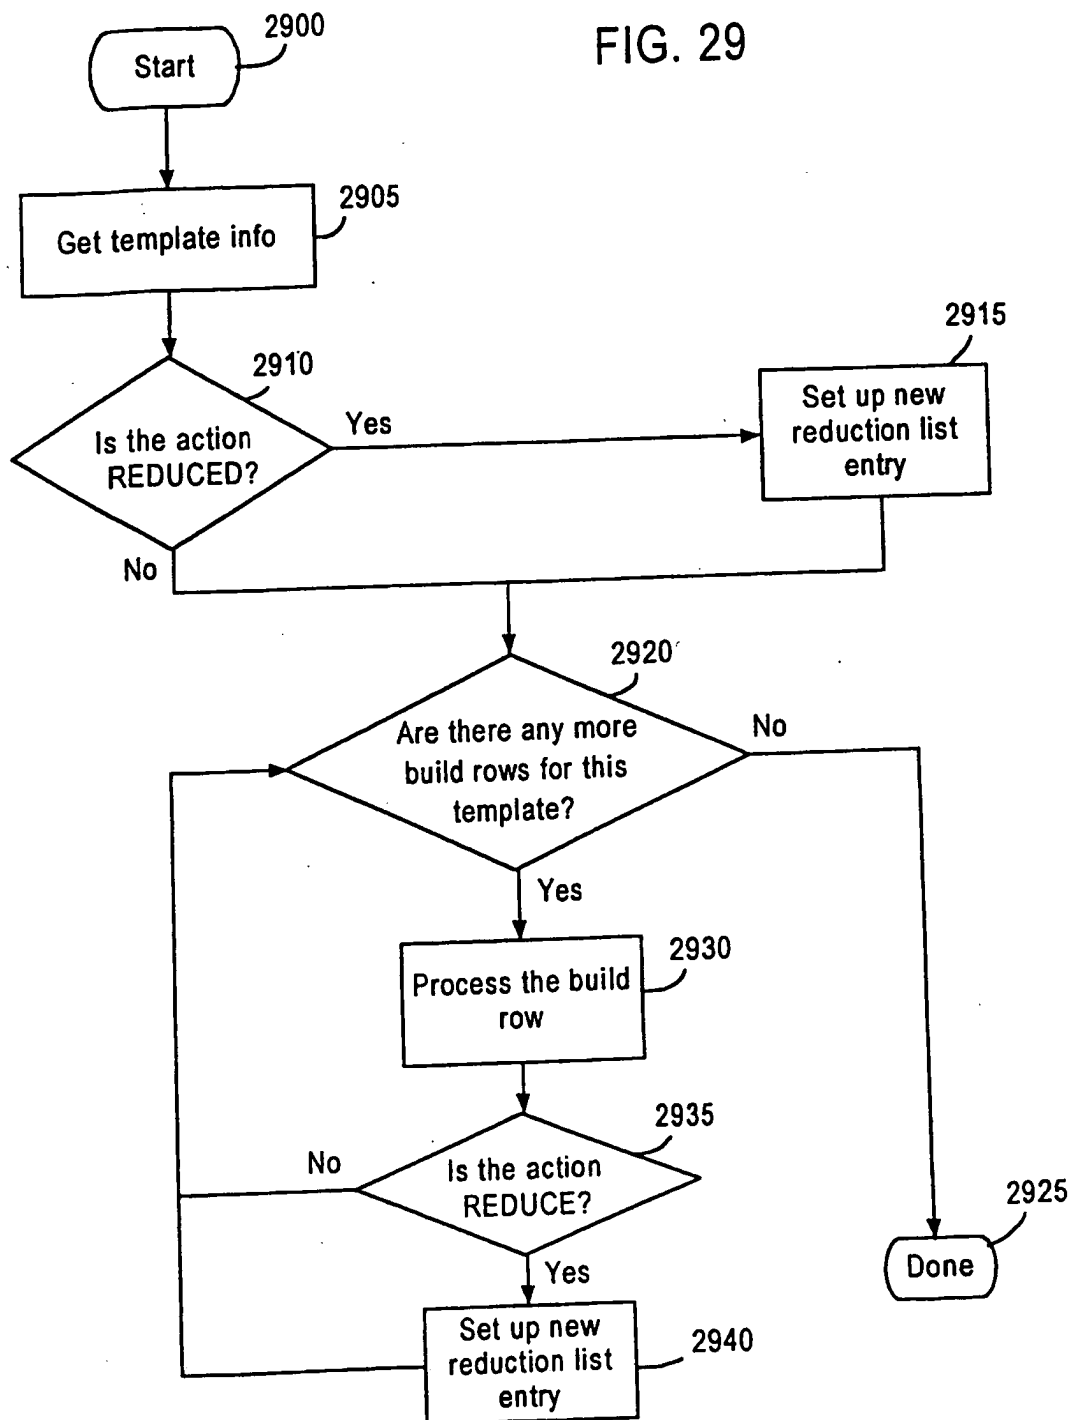 FIG. 29
2900
Start
2905
Get template info
2910
Is the action
REDUCED?
Yes
No
2915
Set up new
reduction list
entry
2920
Are there any more
build rows for this
template?
No
Yes
2930
Process the build
row
2935
Is the action
REDUCE?
No
Yes
2925
Done
2940
Set up new
reduction list
entry